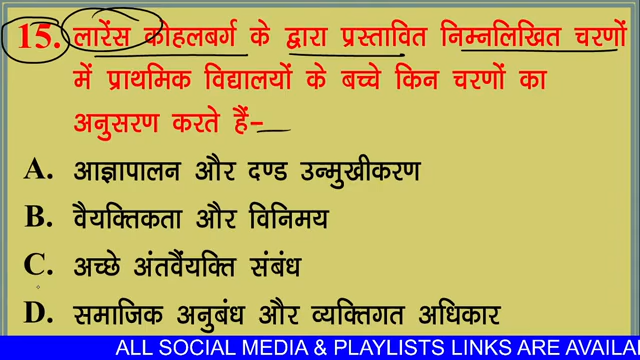 15. लारेंस कोहलबर्ग के द्वारा प्रस्तावित निम्नलिखित चरणों
में प्राथमिक विद्यालयों के बच्चे किन चरणों का
अनुसरण करते हैं-
A. आज्ञापालन और दण्ड उन्मुखीकरण
B. वैयक्तिकता और विनिमय
C. अच्छे अंतर्वैयक्ति संबंध
D. समाजिक अनुबंध और व्यक्तिगत अधिकार
ALL SOCIAL MEDIA & PLAYLISTS LINKS ARE AVAILA